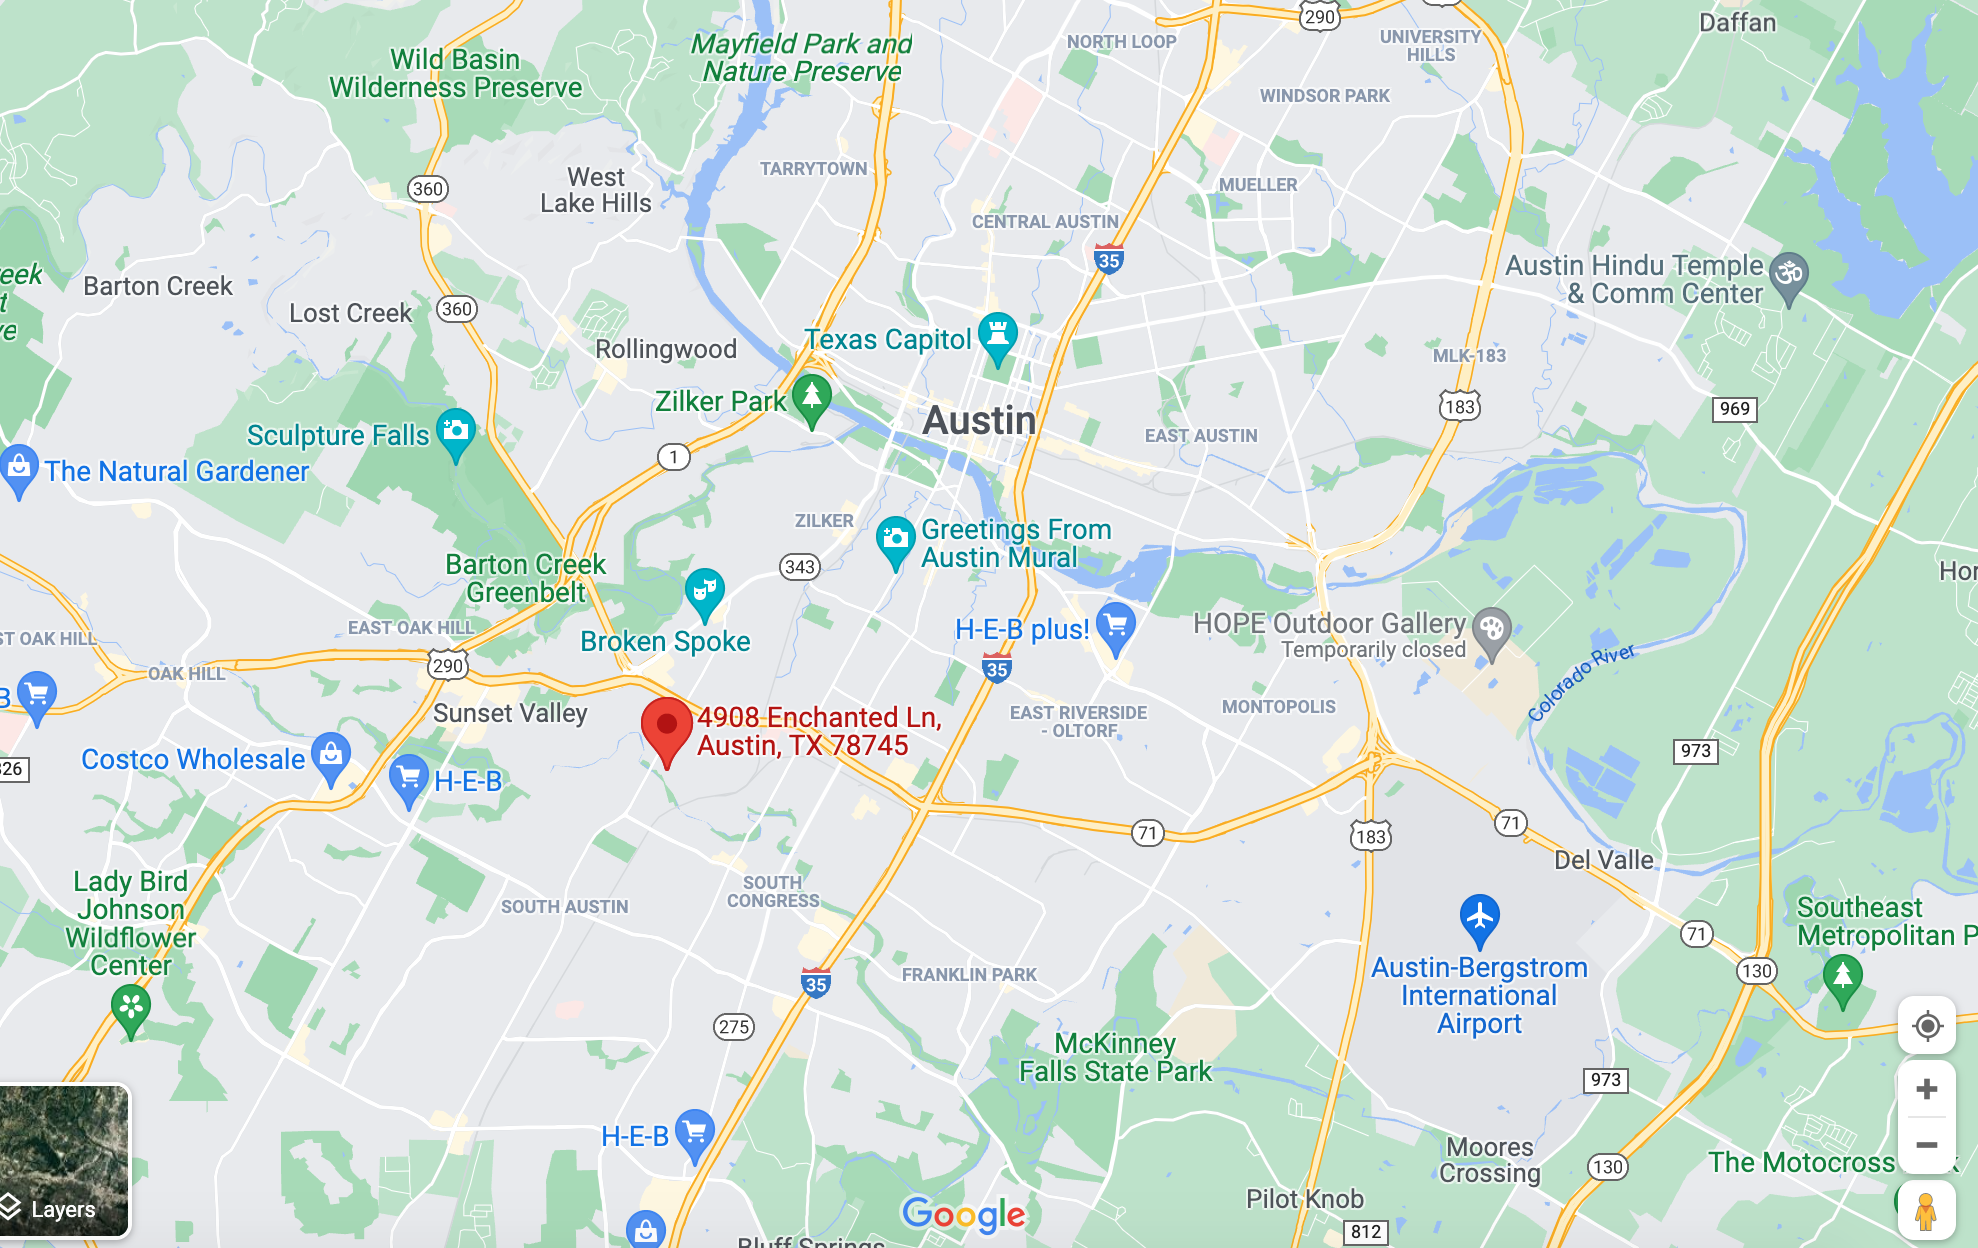 290
Daffan
Mayfield Park and
Nature Preserve
NORTH LOOP
UNIVERSITY
HILLS
Wild Basin
Wilderness Preserve
WINDSOR PARK
TARRYTOWN
West
Lake Hills
360
MUELLER
CENTRAL AUSTIN
35
Austin Hindu Temple
& Comm Center
Barton Creek
Lost Creek
360
Rollingwood
Texas Capitol
MLK-183
Zilker Park
Austin
183
969
Sculpture Falls
EAST AUSTIN
1
The Natural Gardener
ZILKER
Greetings From
Austin Mural
343
Barton Creek
Greenbelt
Broken Spoke
H-E-B plus!
HOPE Outdoor Gallery
Temporarily closed
EAST OAK HILL
ST OAK HILL
290
OAK HILL
35
Colorado River
B
Sunset Valley
4908 Enchanted Ln,
Austin, TX 78745
EAST RIVERSIDE
- OLTORF
MONTOPOLIS
973
Costco Wholesale
H-E-B
71
183
71
Del Valle
Lady Bird
Johnson
Wildflower
Center
SOUTH AUSTIN
SOUTH
CONGRESS
Southeast
Metropolitan P
71
FRANKLIN PARK
Austin-Bergstrom
International
Airport
130
35
275
McKinney
Falls State Park
973
H-E-B
Moores
Crossing
130
The Motocross
Pilot Knob
Layers
Google
812
Bluff Springs